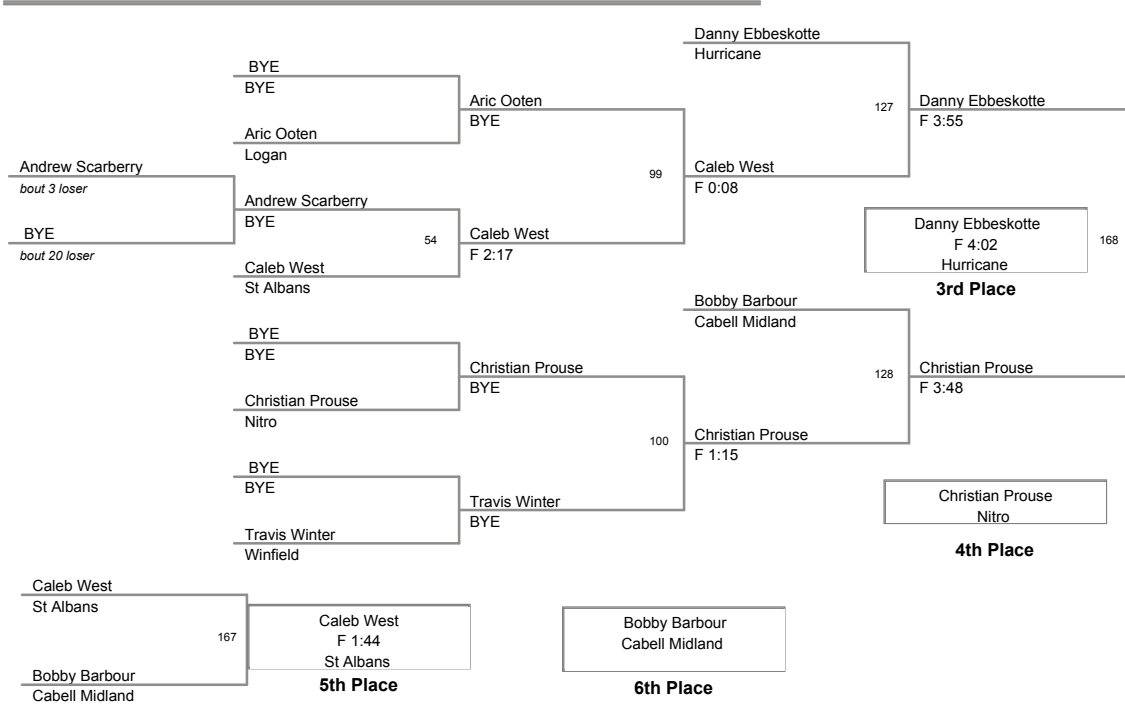 Danny Ebbeskotte
Hurricane
BYE
BYE
Aric Ooten
BYE
127
Danny Ebbeskotte
F 3:55
Aric Ooten
Logan
Andrew Scarberry
bout 3 loser
99
Caleb West
F 0:08
Andrew Scarberry
BYE
BYE
bout 20 loser
54
Caleb West
F 2:17
Danny Ebbeskotte
F 4:02
Hurricane
168
3rd Place
Caleb West
St Albans
Bobby Barbour
Cabell Midland
BYE
BYE
Christian Prouse
BYE
128
Christian Prouse
F 3:48
Christian Prouse
Nitro
100
Christian Prouse
F 1:15
BYE
BYE
Travis Winter
BYE
Christian Prouse
Nitro
4th Place
Travis Winter
Winfield
Caleb West
St Albans
167
Caleb West
F 1:44
St Albans
5th Place
Bobby Barbour
Cabell Midland
6th Place
Bobby Barbour
Cabell Midland